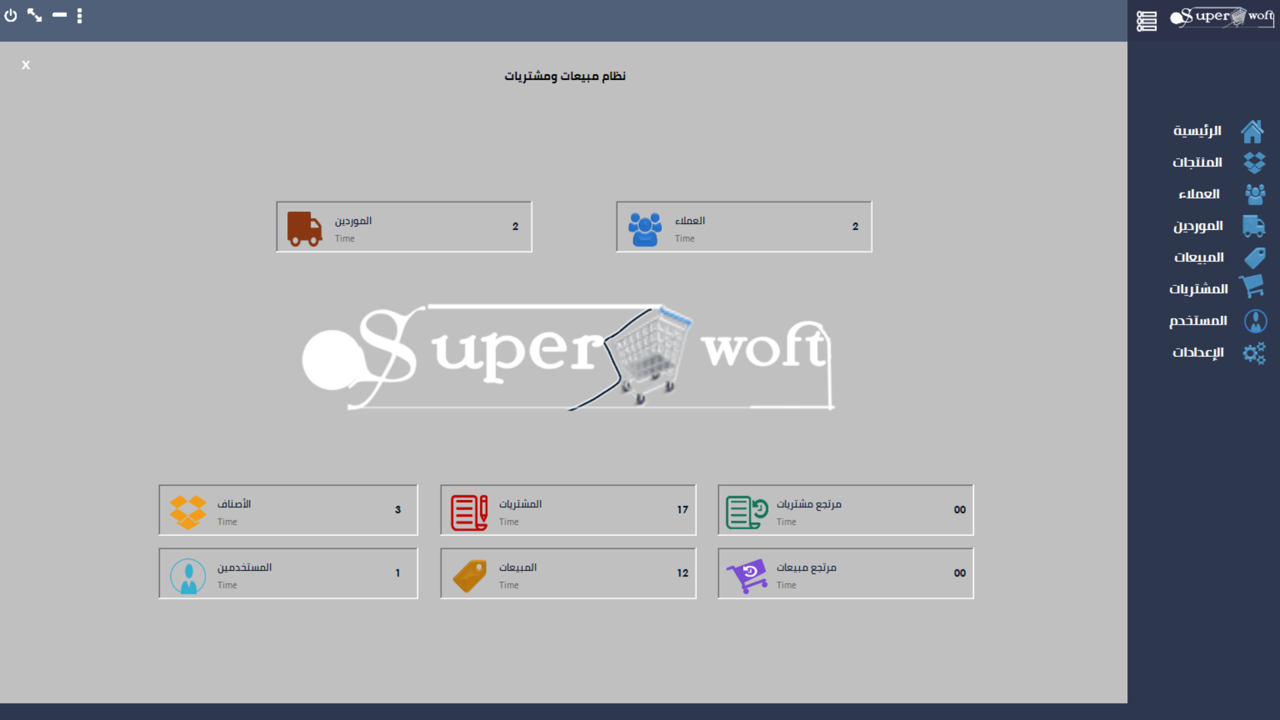 Super woft
x
نظام مبيعات ومشتريات
الرئيسية
المنتجات
العملاء
الموردين
المبيعات
المشتريات
المستخدم
الإعدادات
العملاء
Time
2
الموردين
Time
2
Super woft
مرتجع مشتريات
Time
00
المشتريات
Time
17
الأصناف
Time
3
مرتجع مبيعات
Time
00
المبيعات
Time
12
المستخدمين
Time
1